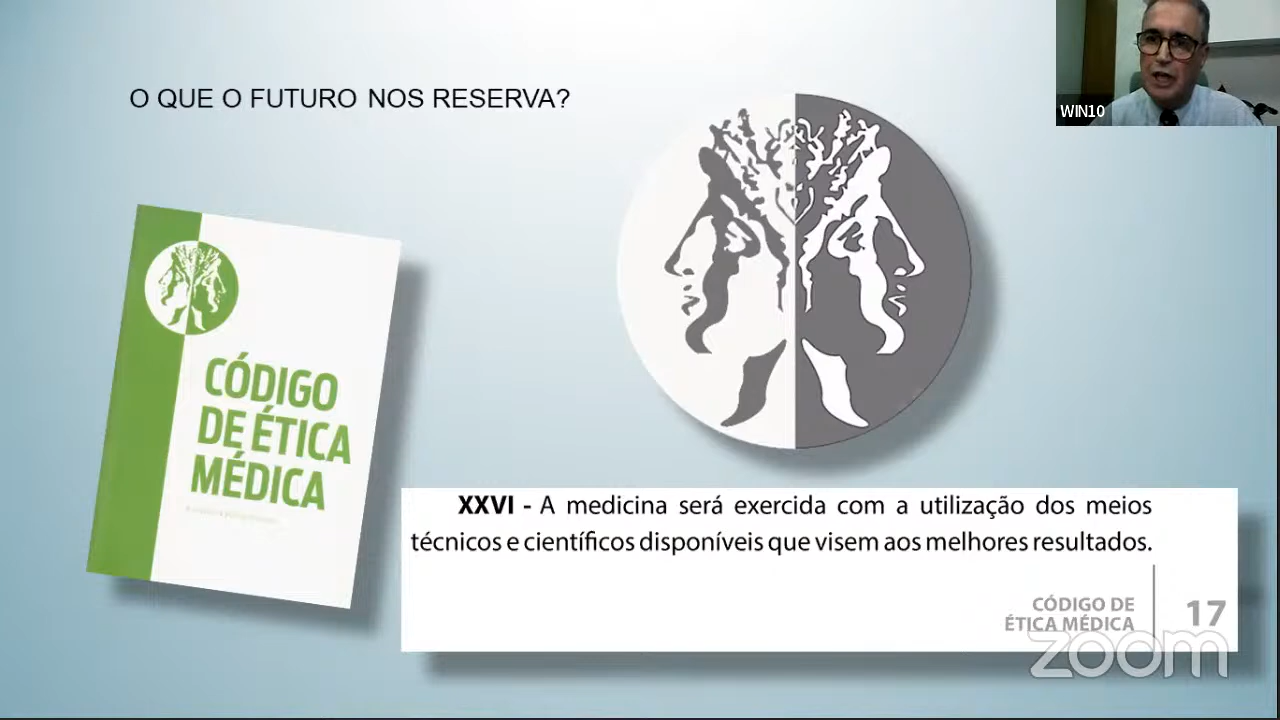 O QUE O FUTURO NOS RESERVA?
WIN10
CÓDIGO
DE ÉTICA
MÉDICA
XXVI - A medicina será exercida com a utilização dos meios
técnicos e científicos disponíveis que visem aos melhores resultados.
CÓDIGO DE
ÉTICA MÉDICA
17
zoom